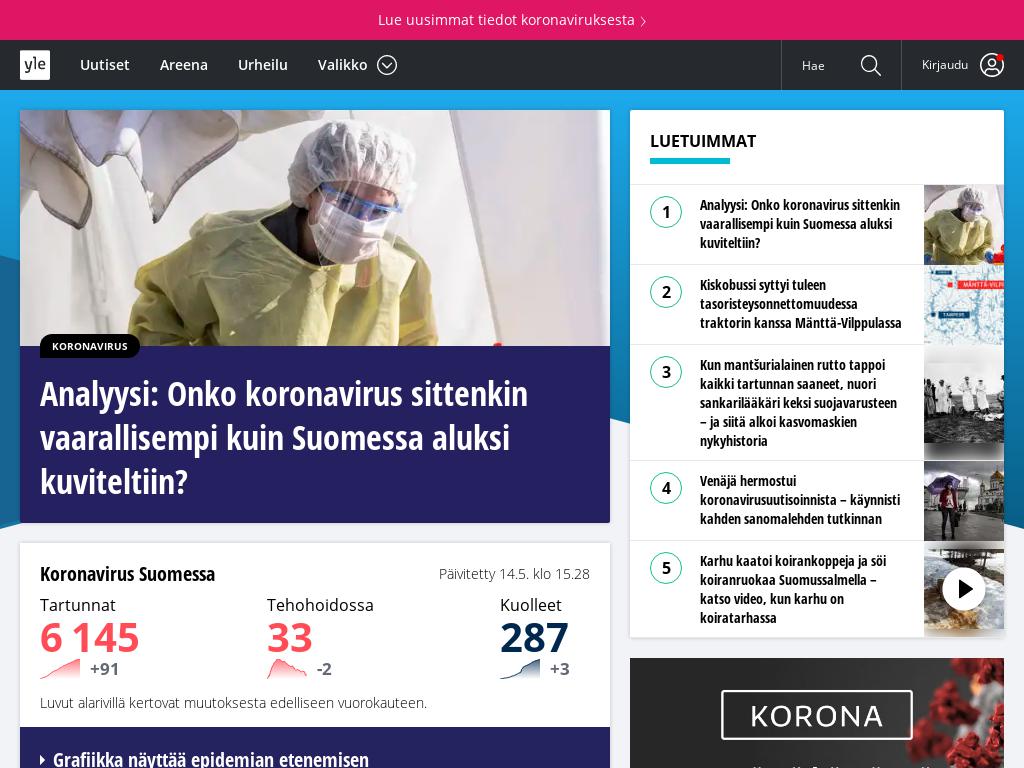 Lue uusimmat tiedot koronaviruksesta
yle
Uutiset
Areena
Urheilu
Valikko
Hae
Kirjaudu
KORONAVIRUS
Analyysi: Onko koronavirus sittenkin
vaarallisempi kuin Suomessa aluksi
kuviteltiin?
Koronavirus Suomessa
Päivitetty 14.5. klo 15.28
Tartunnat
6 145
+91
Tehohoidossa
33
-2
Kuolleet
287
+3
Luvut alarivillä kertovat muutoksesta edelliseen vuorokauteen.
Grafiikka näyttää epidemian etenemisen
LUETUIMMAT
1
Analyysi: Onko koronavirus sittenkin
vaarallisempi kuin Suomessa aluksi
kuviteltiin?
2
Kiskobussi syttyi tuleen
tasoristeysonnettomuudessa
traktorin kanssa Mänttä-Vilppulassa
3
Kun mantšurialainen rutto tappoi
kaikki tartunnan saaneet, nuori
sankarilääkäri keksi suojavarusteen
– ja siitä alkoi kasvomaskien
nykyhistoria
4
Venäjä hermostui
koronavirusuutisoinnista – käynnisti
kahden sanomalehden tutkinnan
5
Karhu kaatoi koirankoppeja ja söi
koiranruokaa Suomussalmella –
katso video, kun karhu on
koiratarhassa
KORONA